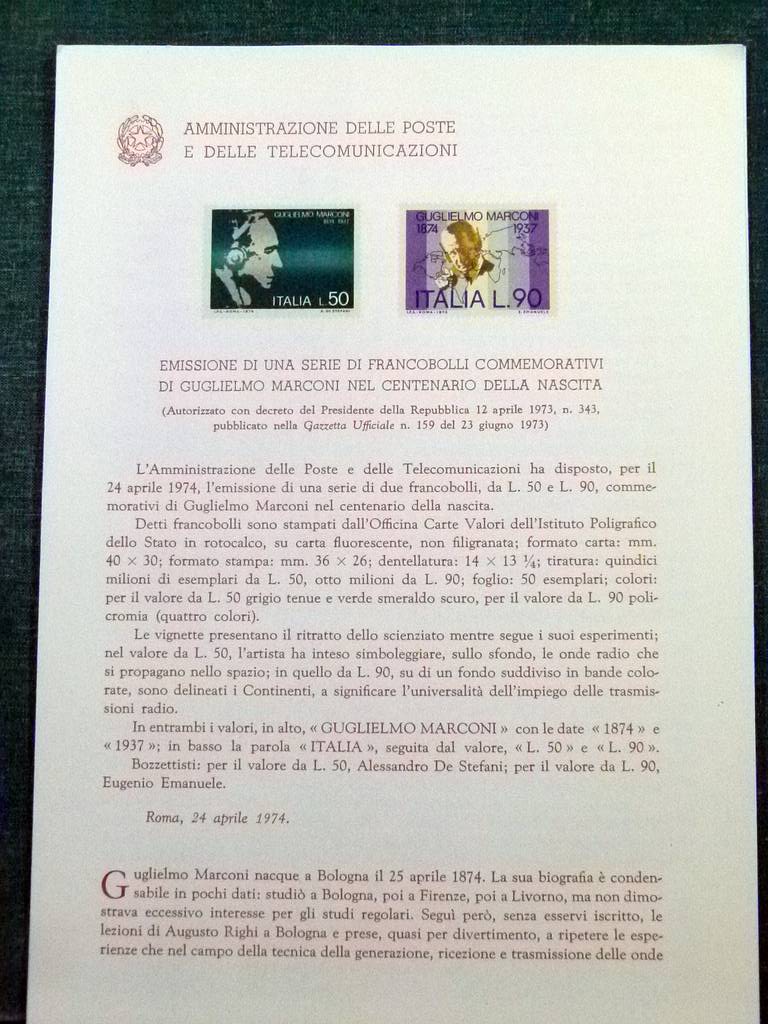 AMMINISTRAZIONE DELLE POSTE
E DELLE TELECOMUNICAZIONI
GUGLIELMO MARCONI
1874 1937
ITALIA L.50
I.P.S.-ROMA-1974 A. DE STEFANI
GUGLIELMO MARCONI
1874 1937
ITALIA L.90
I.P.S.-ROMA-1974 E. EMANUELE
EMISSIONE DI UNA SERIE DI FRANCOBOLLI COMMEMORATIVI
DI GUGLIELMO MARCONI NEL CENTENARIO DELLA NASCITA
(Autorizzato con decreto del Presidente della Repubblica 12 aprile 1973, n. 343,
pubblicato nella Gazzetta Ufficiale n. 159 del 23 giugno 1973)
L'Amministrazione delle Poste e delle Telecomunicazioni ha disposto, per il
24 aprile 1974, l'emissione di una serie di due francobolli, da L. 50 e L. 90, comme-
morativi di Guglielmo Marconi nel centenario della nascita.
Detti francobolli sono stampati dall'Officina Carte Valori dell'Istituto Poligrafico
dello Stato in rotocalco, su carta fluorescente, non filigranata; formato carta: mm.
40 × 30; formato stampa: mm. 36 × 26; dentellatura: 14 × 13 ¼; tiratura: quindici
milioni di esemplari da L. 50, otto milioni da L. 90; foglio: 50 esemplari; colori:
per il valore da L. 50 grigio tenue e verde smeraldo scuro, per il valore da L. 90 poli-
cromia (quattro colori).
Le vignette presentano il ritratto dello scienziato mentre segue i suoi esperimenti;
nel valore da L. 50, l'artista ha inteso simboleggiare, sullo sfondo, le onde radio che
si propagano nello spazio; in quello da L. 90, su di un fondo suddiviso in bande colo-
rate, sono delineati i Continenti, a significare l'universalità dell'impiego delle trasmis-
sioni radio.
In entrambi i valori, in alto, « GUGLIELMO MARCONI » con le date « 1874 » e
« 1937 »; in basso la parola « ITALIA », seguita dal valore, « L. 50 » e « L. 90 ».
Bozzettisti: per il valore da L. 50, Alessandro De Stefani; per il valore da L. 90,
Eugenio Emanuele.
Roma, 24 aprile 1974.
Guglielmo Marconi nacque a Bologna il 25 aprile 1874. La sua biografia è conden-
sabile in pochi dati: studiò a Bologna, poi a Firenze, poi a Livorno, ma non dimo-
strava eccessivo interesse per gli studi regolari. Seguì però, senza esservi iscritto, le
lezioni di Augusto Righi a Bologna e prese, quasi per divertimento, a ripetere le espe-
rienze che nel campo della tecnica della generazione, ricezione e trasmissione delle onde